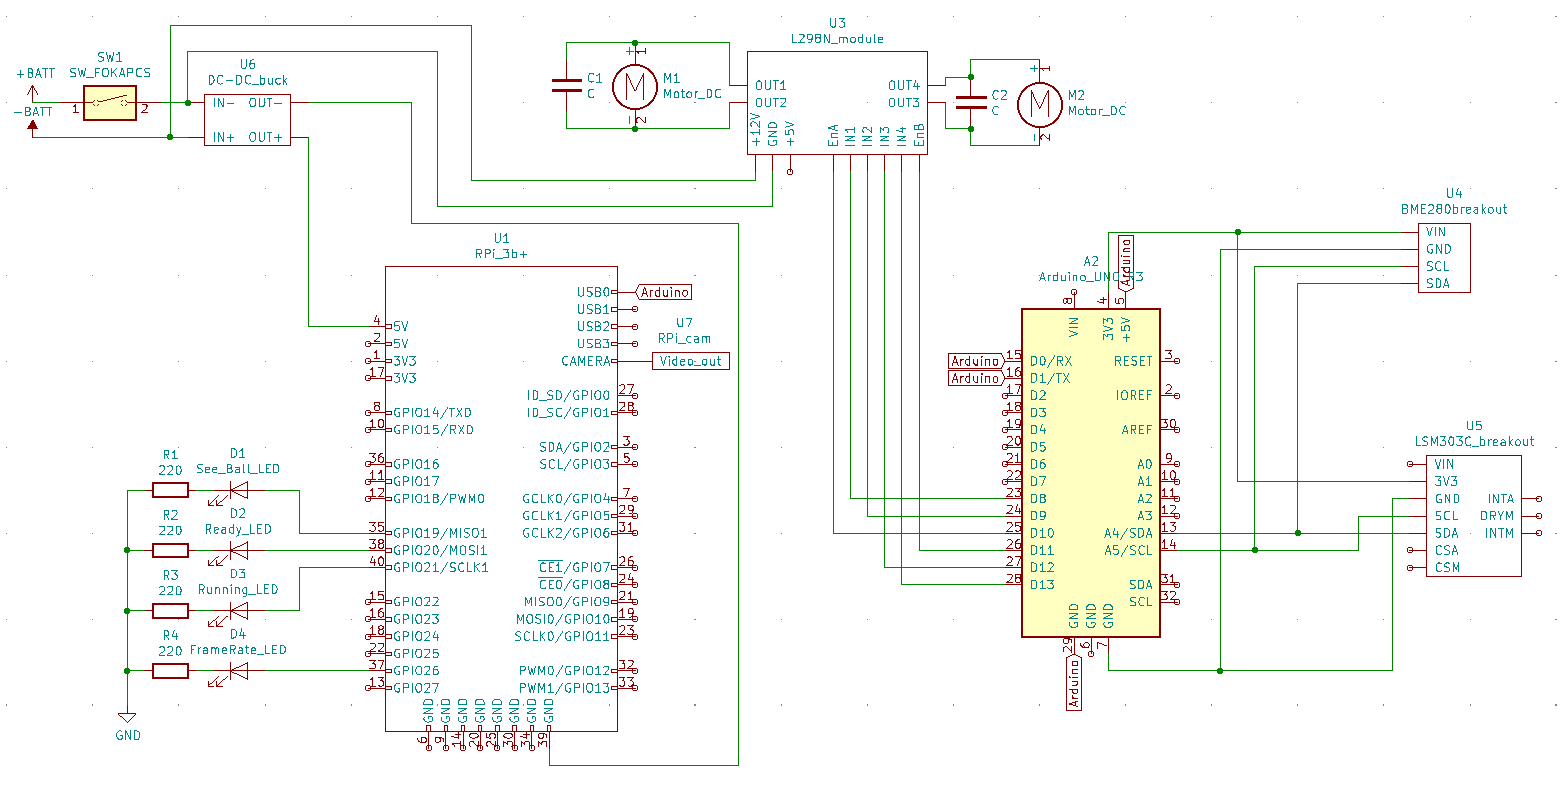 +BATT
SW1
SW_FOKAPCS
1
2
-BATT
U6
DC-DC_buck
IN- OUT-
IN+ OUT+
C1
C
+
1
M
-
2
M1
Motor_DC
U3
L298N_module
OUT1
OUT2
OUT4
OUT3
+12V
GND
+5V
EnA
IN1
IN2
IN3
IN4
EnB
C2
C
+
1
M
-
2
M2
Motor_DC
U1
RPi_3b+
4 5V
2 5V
1 3V3
17 3V3
8 GPIO14/TXD
10 GPIO15/RXD
36 GPIO16
11 GPIO17
12 GPIO18/PWM0
35 GPIO19/MISO1
38 GPIO20/MOSI1
40 GPIO21/SCLK1
15 GPIO22
16 GPIO23
18 GPIO24
22 GPIO25
37 GPIO26
13 GPIO27
USB0
USB1
USB2
USB3
CAMERA
ID_SD/GPIO0 27
ID_SC/GPIO1 28
SDA/GPIO2 3
SCL/GPIO3 5
GCLK0/GPIO4 7
GCLK1/GPIO5 29
GCLK2/GPIO6 31
CE1/GPIO7 26
CE0/GPIO8 24
MISO0/GPIO9 21
MOSI0/GPIO10 19
SCLK0/GPIO11 23
PWM0/GPIO12 32
PWM1/GPIO13 33
GND 6
GND 9
GND 14
GND 20
GND 25
GND 30
GND 34
GND 39
Arduino
U7
RPi_cam
Video_out
R1
220
D1
See_Ball_LED
R2
220
D2
Ready_LED
R3
220
D3
Running_LED
R4
220
D4
FrameRate_LED
GND
A2
Arduino_UNO_R3
Arduino
8 VIN
4 3V3
5 +5V
Arduino
Arduino
15 D0/RX
16 D1/TX
17 D2
18 D3
19 D4
20 D5
21 D6
22 D7
23 D8
24 D9
25 D10
26 D11
27 D12
28 D13
RESET 3
IOREF 2
AREF 30
A0 9
A1 10
A2 11
A3 12
A4/SDA 13
A5/SCL 14
SDA 31
SCL 32
GND 29
GND 6
GND 7
Arduino
U4
BME280breakout
VIN
GND
SCL
SDA
U5
LSM303C_breakout
VIN
3V3
GND
SCL
SDA
CSA
CSM
INTA
DRYM
INTM